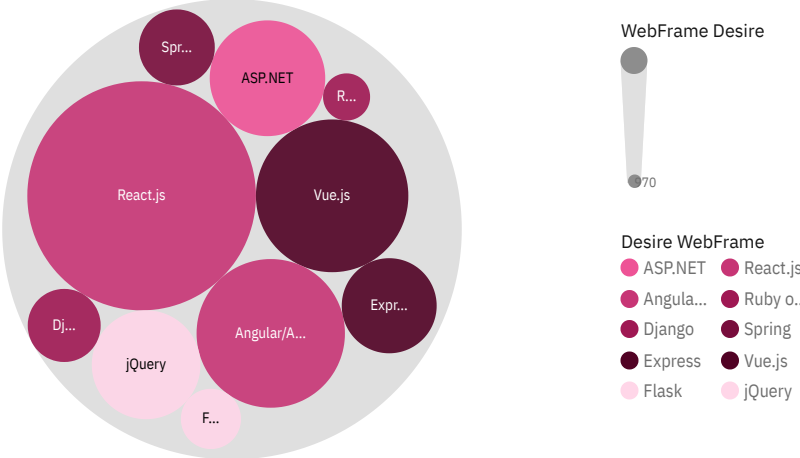 Spr...
ASP.NET
R...
React.js
Vue.js
Expr...
Dj...
Angular/A...
jQuery
F...
WebFrame Desire
970
Desire WebFrame
ASP.NET React.js
Angula... Ruby o...
Django Spring
Express Vue.js
Flask jQuery